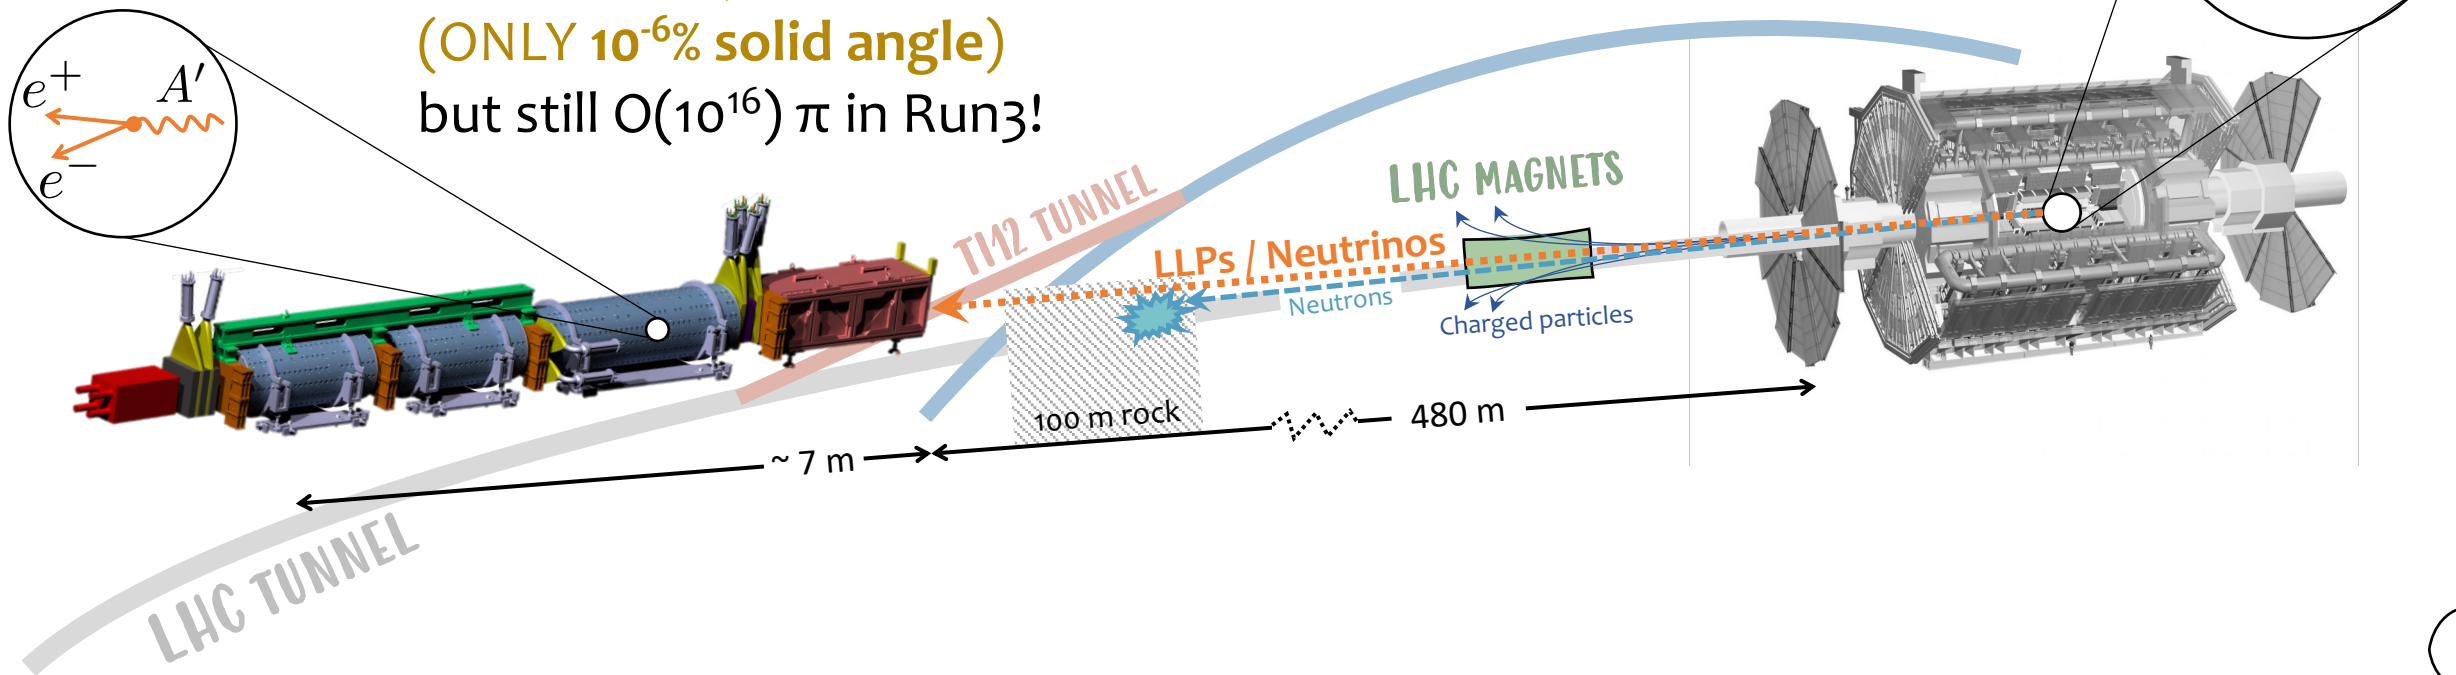 (ONLY 10⁻⁶% solid angle)
but still O(10¹⁶) π in Run3!
e⁺
A′
e⁻
TI12 TUNNEL
LHC MAGNETS
LLPs / Neutrinos
Neutrons
Charged particles
100 m rock
480 m
~ 7 m
LHC TUNNEL